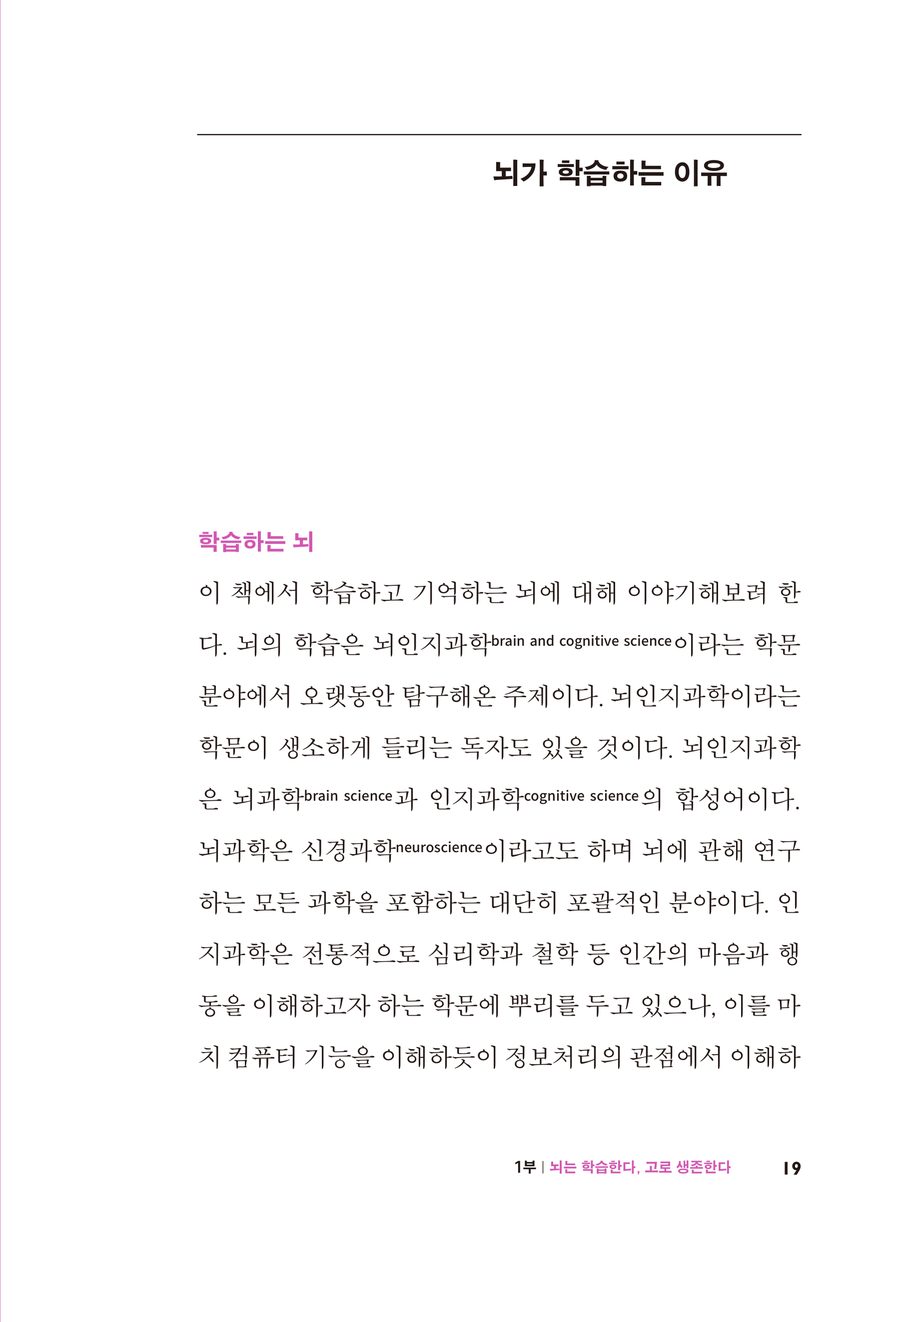 뇌가 학습하는 이유
학습하는 뇌
이 책에서 학습하고 기억하는 뇌에 대해 이야기해보려 한
다. 뇌의 학습은 뇌인지과학brain and cognitive science이라는 학문
분야에서 오랫동안 탐구해온 주제이다. 뇌인지과학이라는
학문이 생소하게 들리는 독자도 있을 것이다. 뇌인지과학
은 뇌과학brain science과 인지과학cognitive science의 합성어이다.
뇌과학은 신경과학neuroscience이라고도 하며 뇌에 관해 연구
하는 모든 과학을 포함하는 대단히 포괄적인 분야이다. 인
지과학은 전통적으로 심리학과 철학 등 인간의 마음과 행
동을 이해하고자 하는 학문에 뿌리를 두고 있으나, 이를 마
치 컴퓨터 기능을 이해하듯이 정보처리의 관점에서 이해하
1부 | 뇌는 학습한다, 고로 생존한다 19